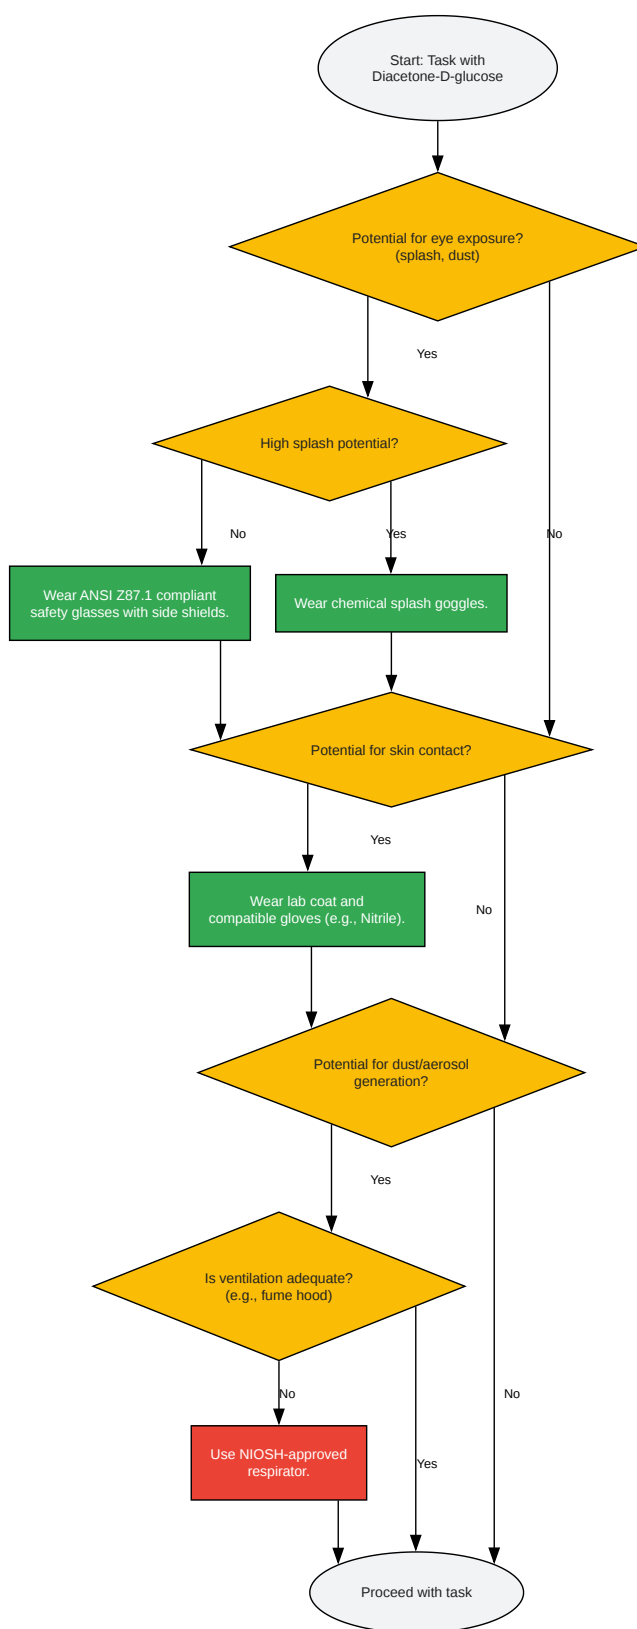 Start: Task with
Diacetone-D-glucose
Potential for eye exposure?
(splash, dust)
Yes
High splash potential?
No
Yes
No
Wear ANSI Z87.1 compliant
safety glasses with side shields.
Wear chemical splash goggles.
Potential for skin contact?
Yes
Wear lab coat and
compatible gloves (e.g., Nitrile).
No
Potential for dust/aerosol
generation?
Yes
Is ventilation adequate?
(e.g., fume hood)
No
No
Use NIOSH-approved
respirator.
Yes
Proceed with task